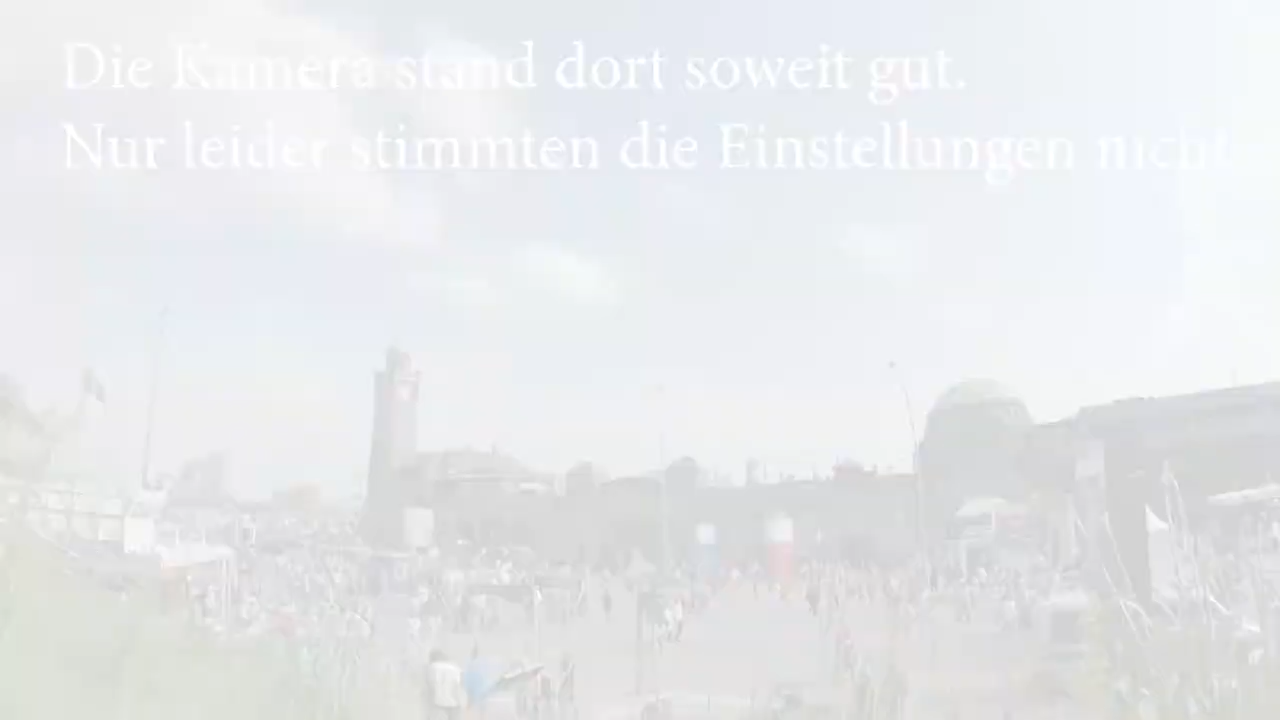 Die Kamera stand dort soweit gut.
Nur leider stimmten die Einstellungen nicht